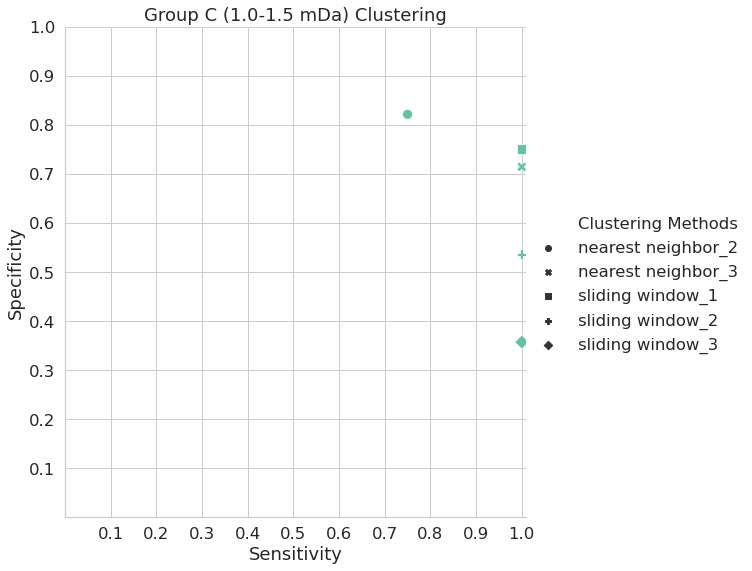 Group C (1.0-1.5 mDa) Clustering
1.0
0.9
0.8
0.7
0.6
0.5
0.4
0.3
0.2
0.1
Specificity
0.1 0.2 0.3 0.4 0.5 0.6 0.7 0.8 0.9 1.0
Sensitivity
Clustering Methods
nearest neighbor_2
nearest neighbor_3
sliding window_1
sliding window_2
sliding window_3